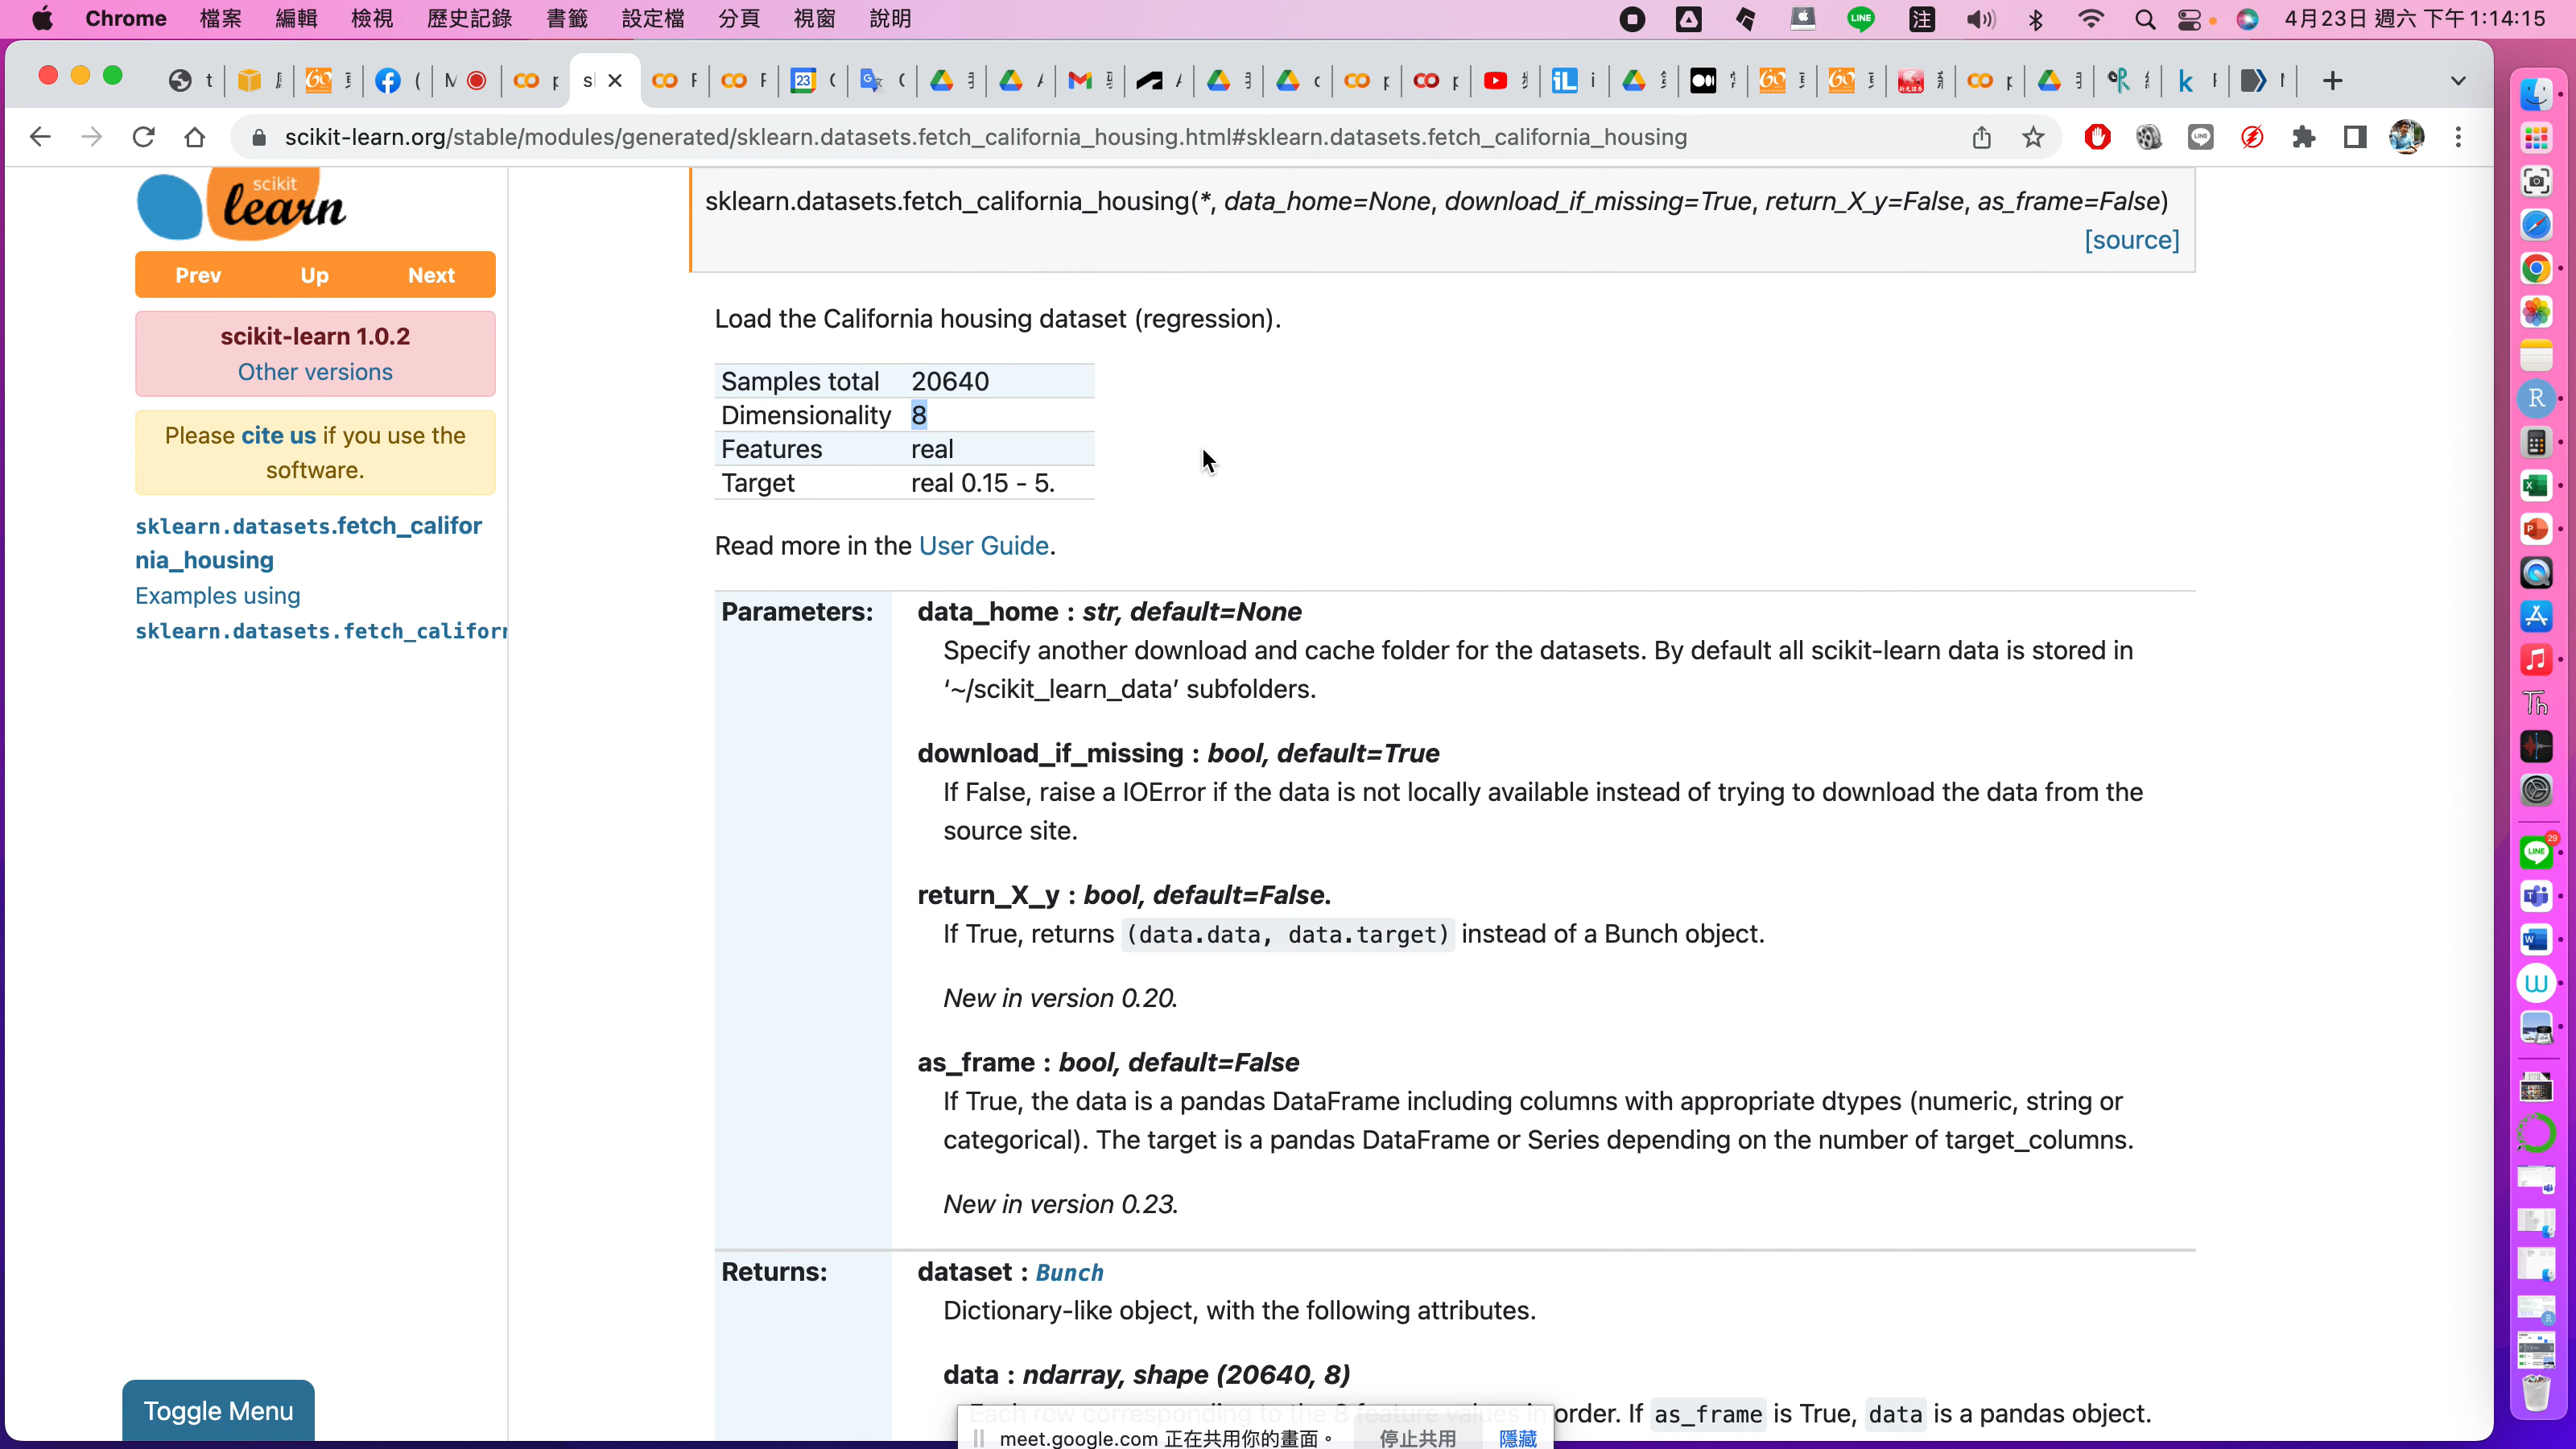 Chrome 檔案 編輯 檢視 歷史記錄 書籤 設定檔 分頁 視窗 說明 LINE 注 4月23日 週六 下午1:14:15
scikit-learn.org/stable/modules/generated/sklearn.datasets.fetch_california_housing.html#sklearn.datasets.fetch_california_housing
scikit
learn
Prev Up Next
scikit-learn 1.0.2
Other versions
Please cite us if you use the
software.
sklearn.datasets.fetch_califor
nia_housing
Examples using
sklearn.datasets.fetch_califor
Toggle Menu
sklearn.datasets.fetch_california_housing(*, data_home=None, download_if_missing=True, return_X_y=False, as_frame=False)
[source]
Load the California housing dataset (regression).
Samples total 20640
Dimensionality 8
Features real
Target real 0.15 - 5.
Read more in the User Guide.
Parameters: data_home : str, default=None
Specify another download and cache folder for the datasets. By default all scikit-learn data is stored in
‘~/scikit_learn_data’ subfolders.
download_if_missing : bool, default=True
If False, raise a IOError if the data is not locally available instead of trying to download the data from the
source site.
return_X_y : bool, default=False.
If True, returns (data.data, data.target) instead of a Bunch object.
New in version 0.20.
as_frame : bool, default=False
If True, the data is a pandas DataFrame including columns with appropriate dtypes (numeric, string or
categorical). The target is a pandas DataFrame or Series depending on the number of target_columns.
New in version 0.23.
Returns: dataset : Bunch
Dictionary-like object, with the following attributes.
data : ndarray, shape (20640, 8)
Each row corresponding to the 8 feature values in order. If as_frame is True, data is a pandas object.
meet.google.com 正在共用你的畫面。 停止共用 隱藏